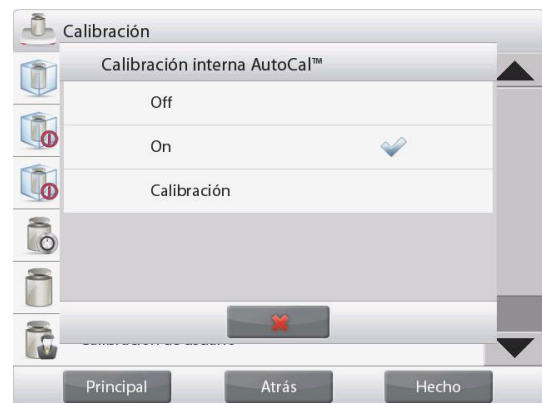 Calibración
Calibración interna AutoCal™
Off
On
Calibración
Principal
Atrás
Hecho